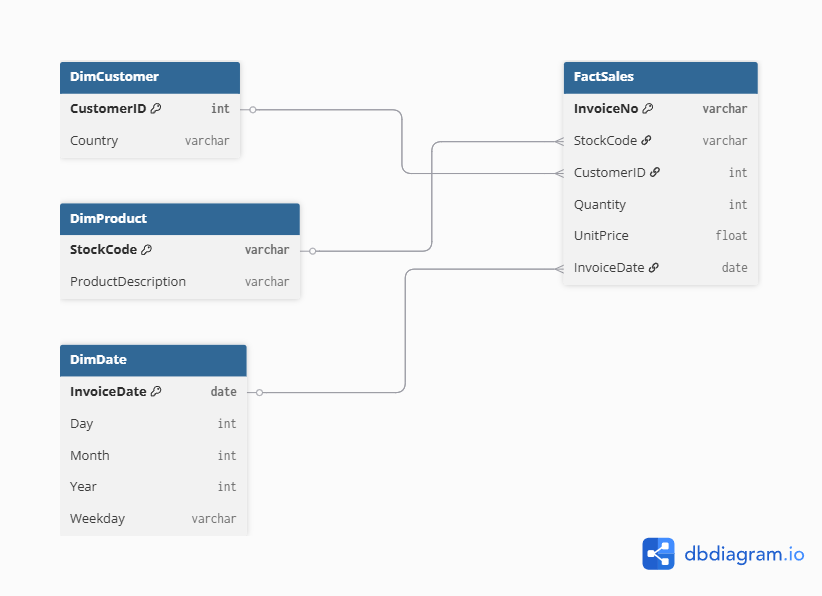 DimCustomer
CustomerID int
Country varchar
DimProduct
StockCode varchar
ProductDescription varchar
DimDate
InvoiceDate date
Day int
Month int
Year int
Weekday varchar
FactSales
InvoiceNo varchar
StockCode varchar
CustomerID int
Quantity int
UnitPrice float
InvoiceDate date
dbdiagram.io